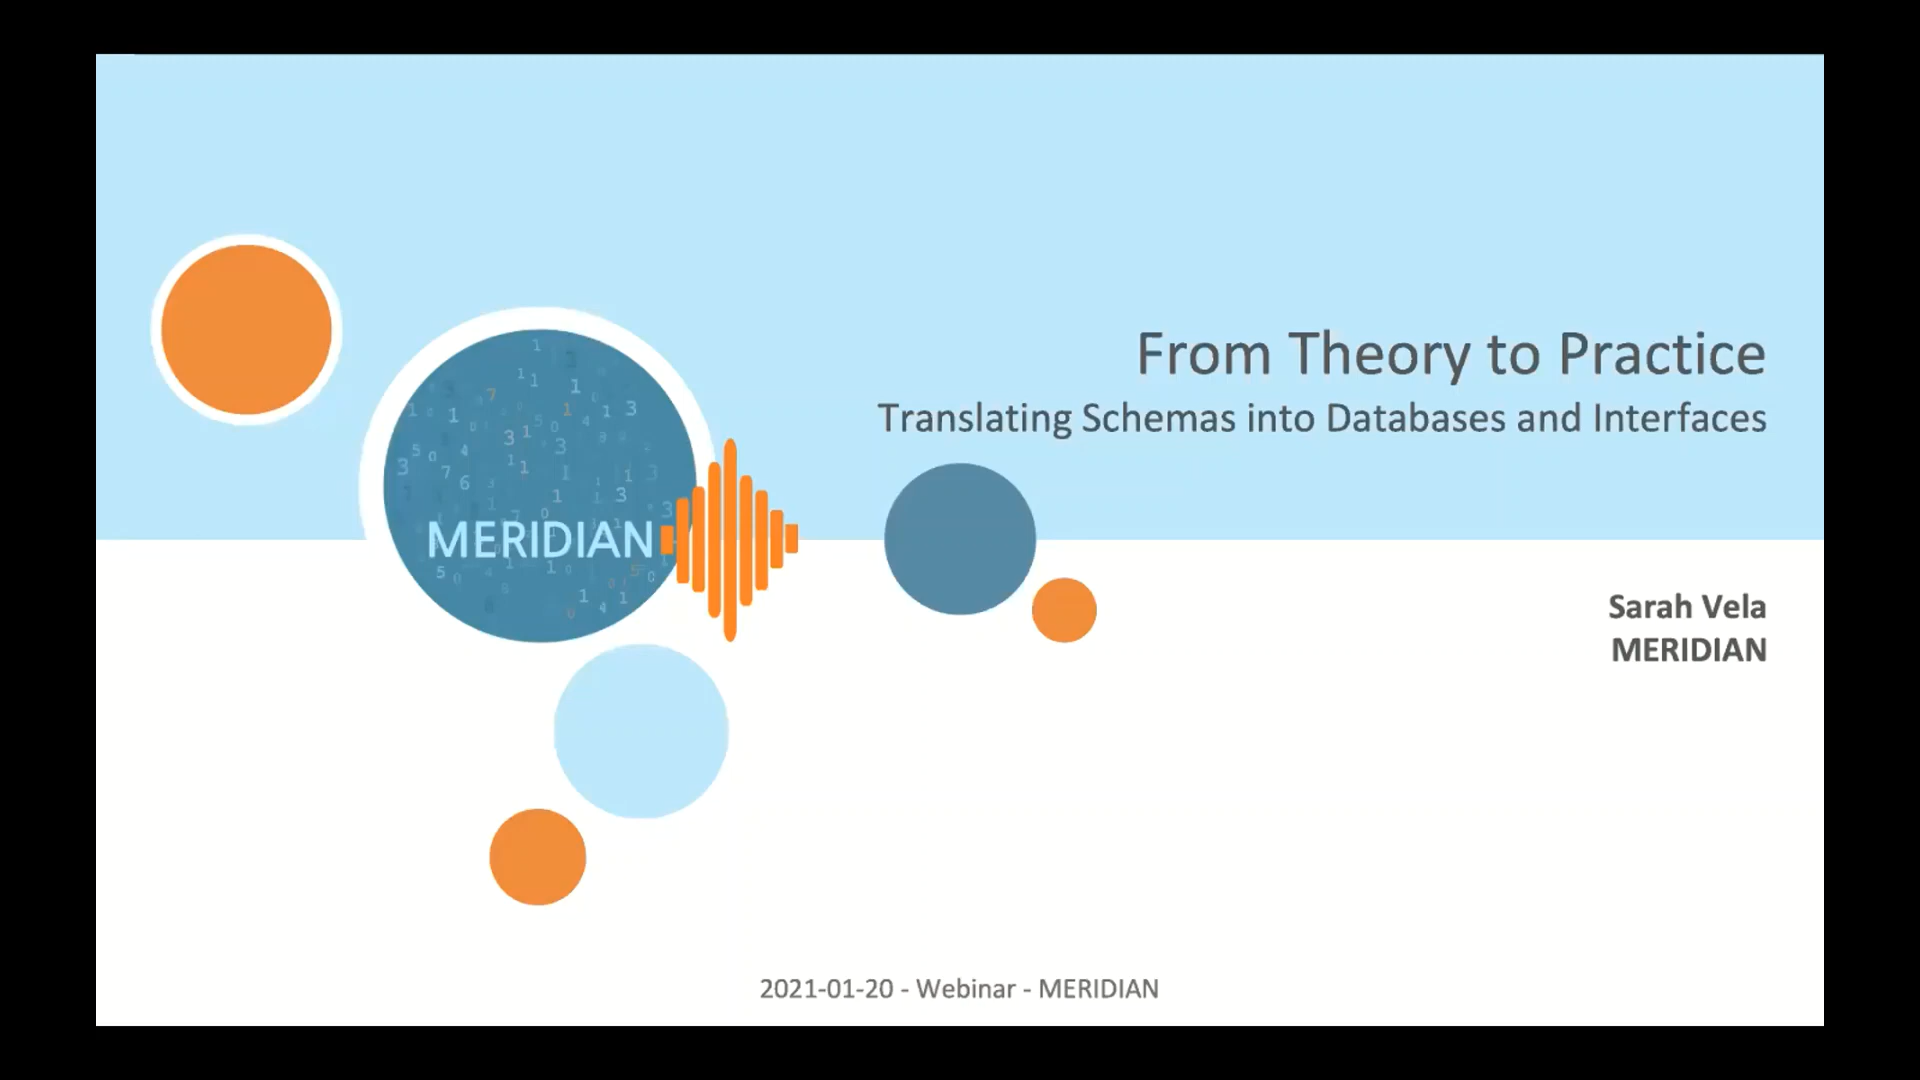 From Theory to Practice
Translating Schemas into Databases and Interfaces
MERIDIAN
Sarah Vela
MERIDIAN
2021-01-20 - Webinar - MERIDIAN